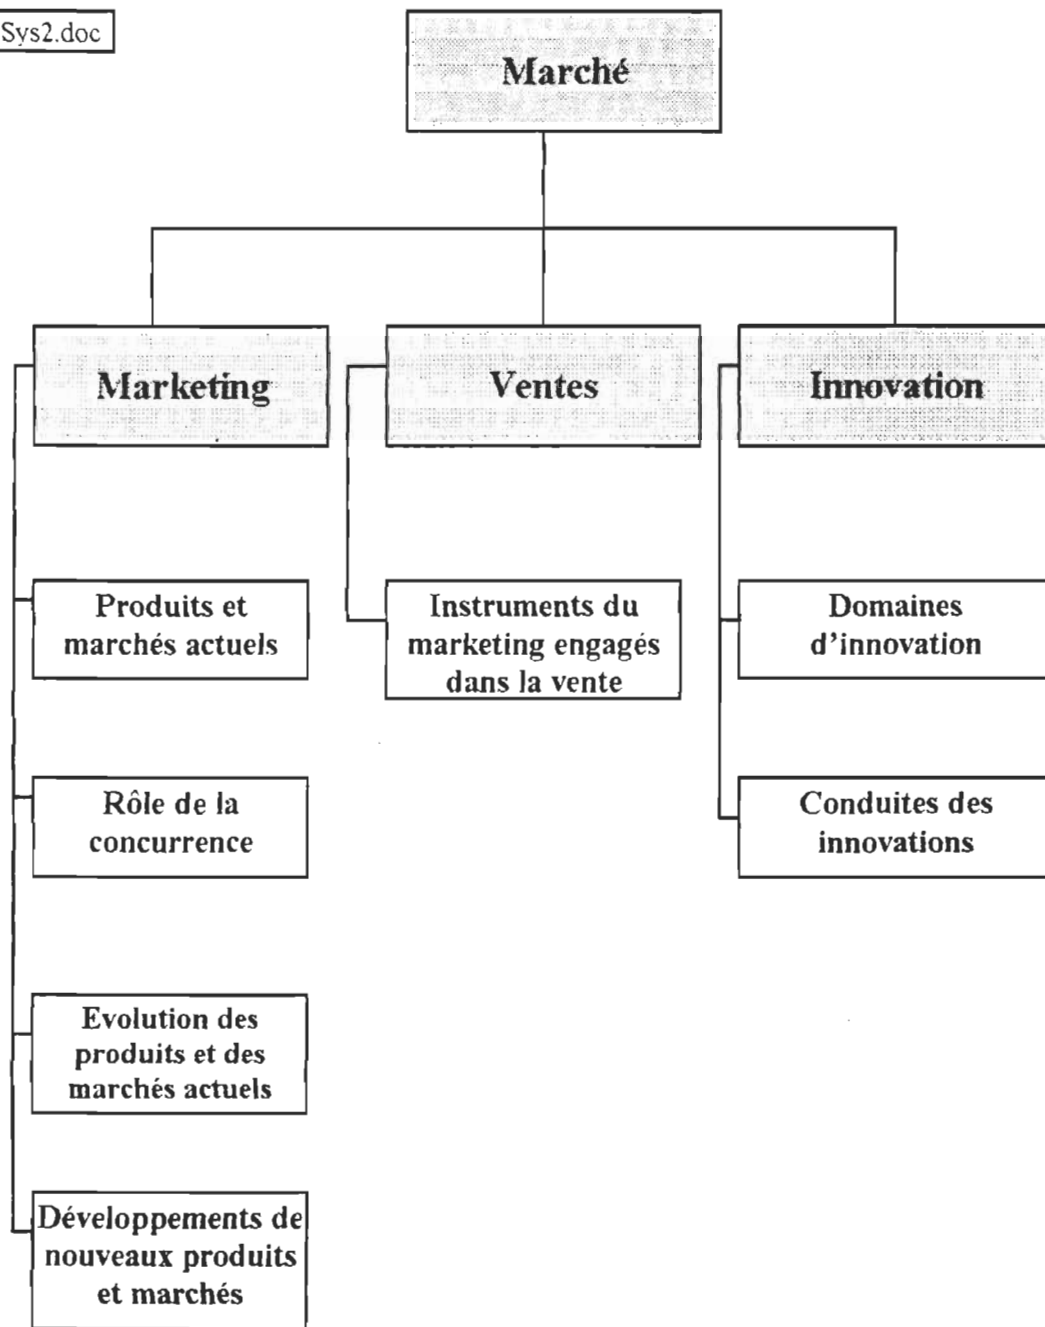 Sys2.doc
Marché
Marketing
Ventes
Innovation
Produits et
marchés actuels
Rôle de la
concurrence
Evolution des
produits et des
marchés actuels
Développements de
nouveaux produits
et marchés
Instruments du
marketing engagés
dans la vente
Domaines
d'innovation
Conduites des
innovations